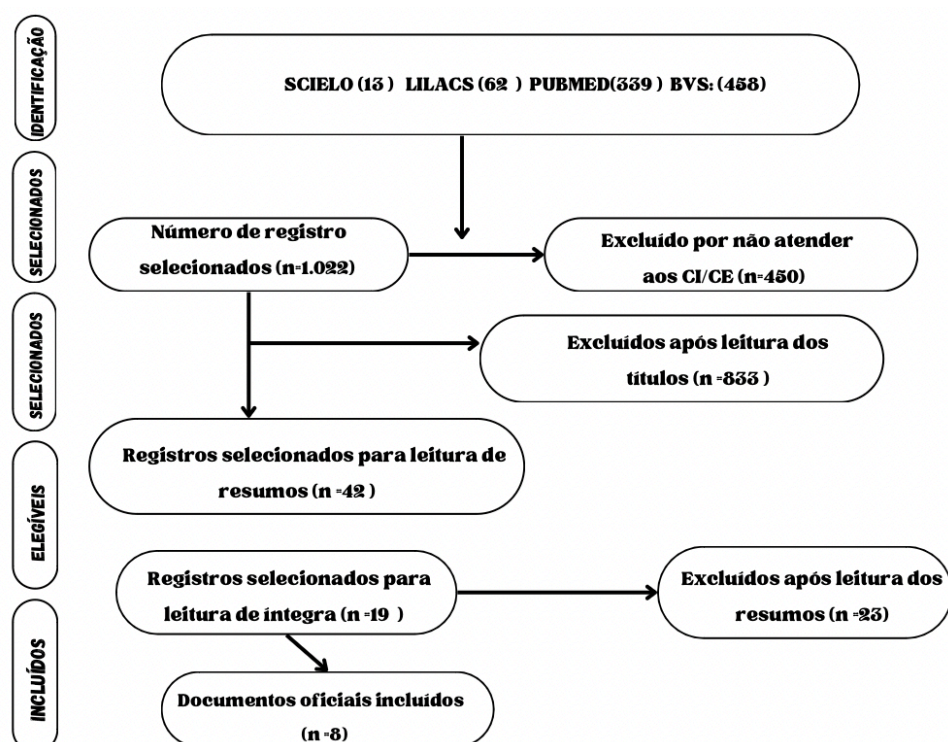 IDENTIFICAÇÃO
SCIELO (13) LILACS (62 ) PUBMED(339 ) BVS: (458)
SELECIONADOS
Número de registro
selecionados (n=1.022)
Excluído por não atender
aos CI/CE (n=450)
SELECIONADOS
Excluídos após leitura dos
títulos (n =833 )
Registros selecionados para leitura de
resumos (n =42 )
ELEGÍVEIS
Registros selecionados para
leitura de íntegra (n =19 )
Excluídos após leitura dos
resumos (n =23)
INCLUÍDOS
Documentos oficiais incluídos
(n =8)